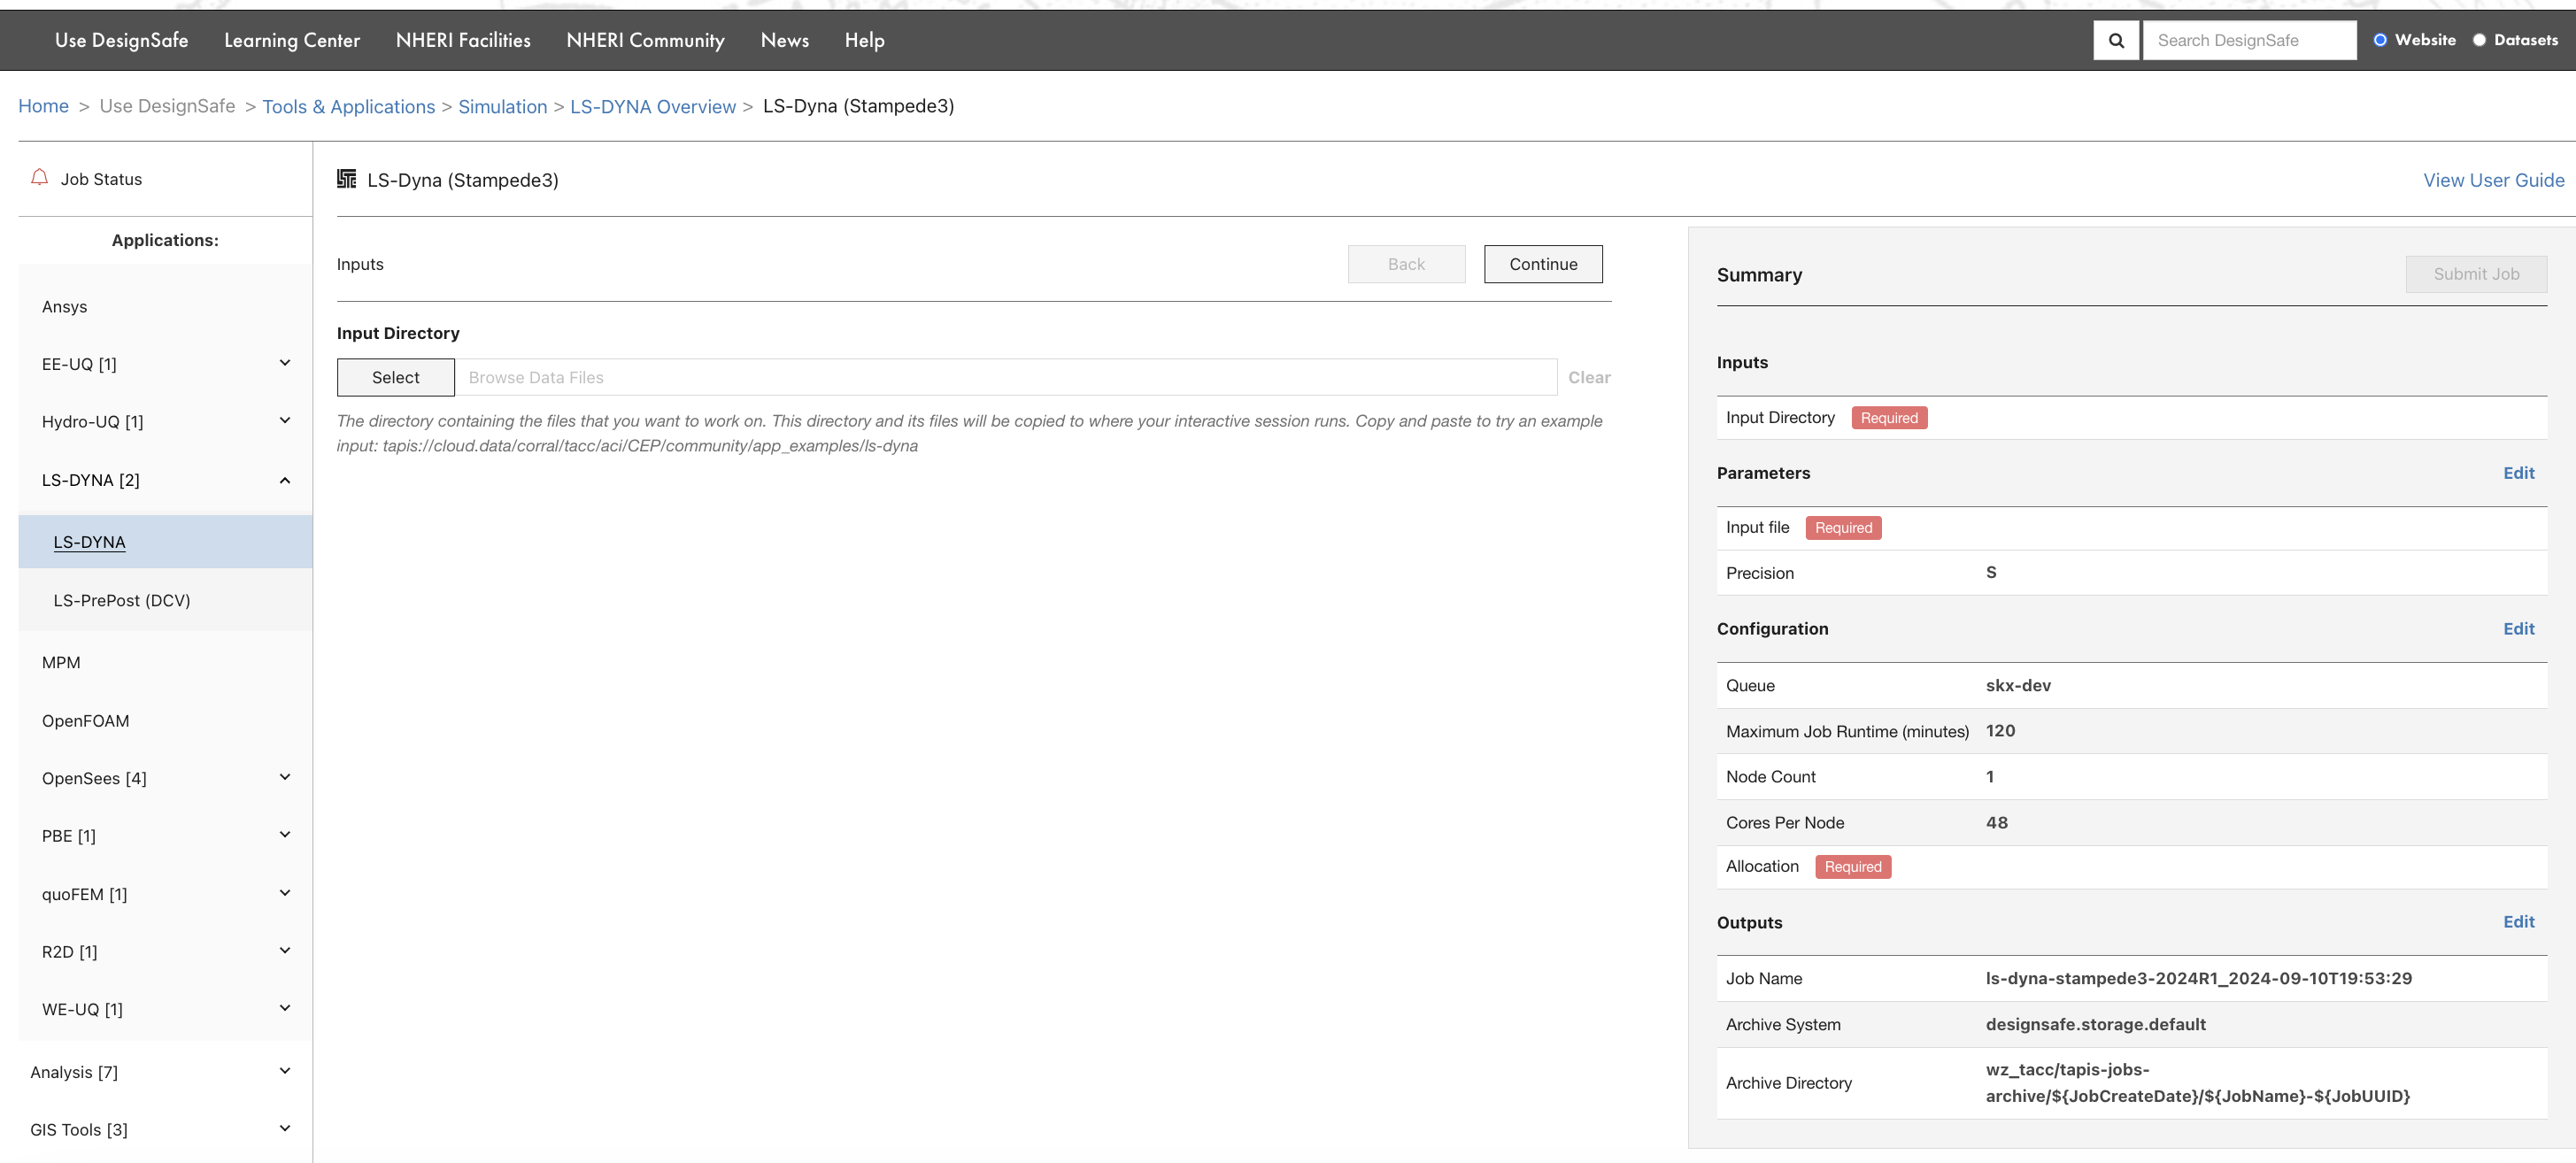 Use DesignSafe Learning Center NHERI Facilities NHERI Community News Help Search DesignSafe Website Datasets
Home > Use DesignSafe > Tools & Applications > Simulation > LS-DYNA Overview > LS-Dyna (Stampede3)
Job Status
Applications:
Ansys
EE-UQ [1]
Hydro-UQ [1]
LS-DYNA [2]
LS-DYNA
LS-PrePost (DCV)
MPM
OpenFOAM
OpenSees [4]
PBE [1]
quoFEM [1]
R2D [1]
WE-UQ [1]
Analysis [7]
GIS Tools [3]
LS-Dyna (Stampede3)
View User Guide
Inputs
Back
Continue
Input Directory
Select
Browse Data Files
Clear
The directory containing the files that you want to work on. This directory and its files will be copied to where your interactive session runs. Copy and paste to try an example
input: tapis://cloud.data/corral/tacc/aci/CEP/community/app_examples/ls-dyna
Summary
Submit Job
Inputs
Input Directory Required
Parameters Edit
Input file Required
Precision S
Configuration Edit
Queue skx-dev
Maximum Job Runtime (minutes) 120
Node Count 1
Cores Per Node 48
Allocation Required
Outputs Edit
Job Name ls-dyna-stampede3-2024R1_2024-09-10T19:53:29
Archive System designsafe.storage.default
Archive Directory wz_tacc/tapis-jobs-
archive/${JobCreateDate}/${JobName}-${JobUUID}